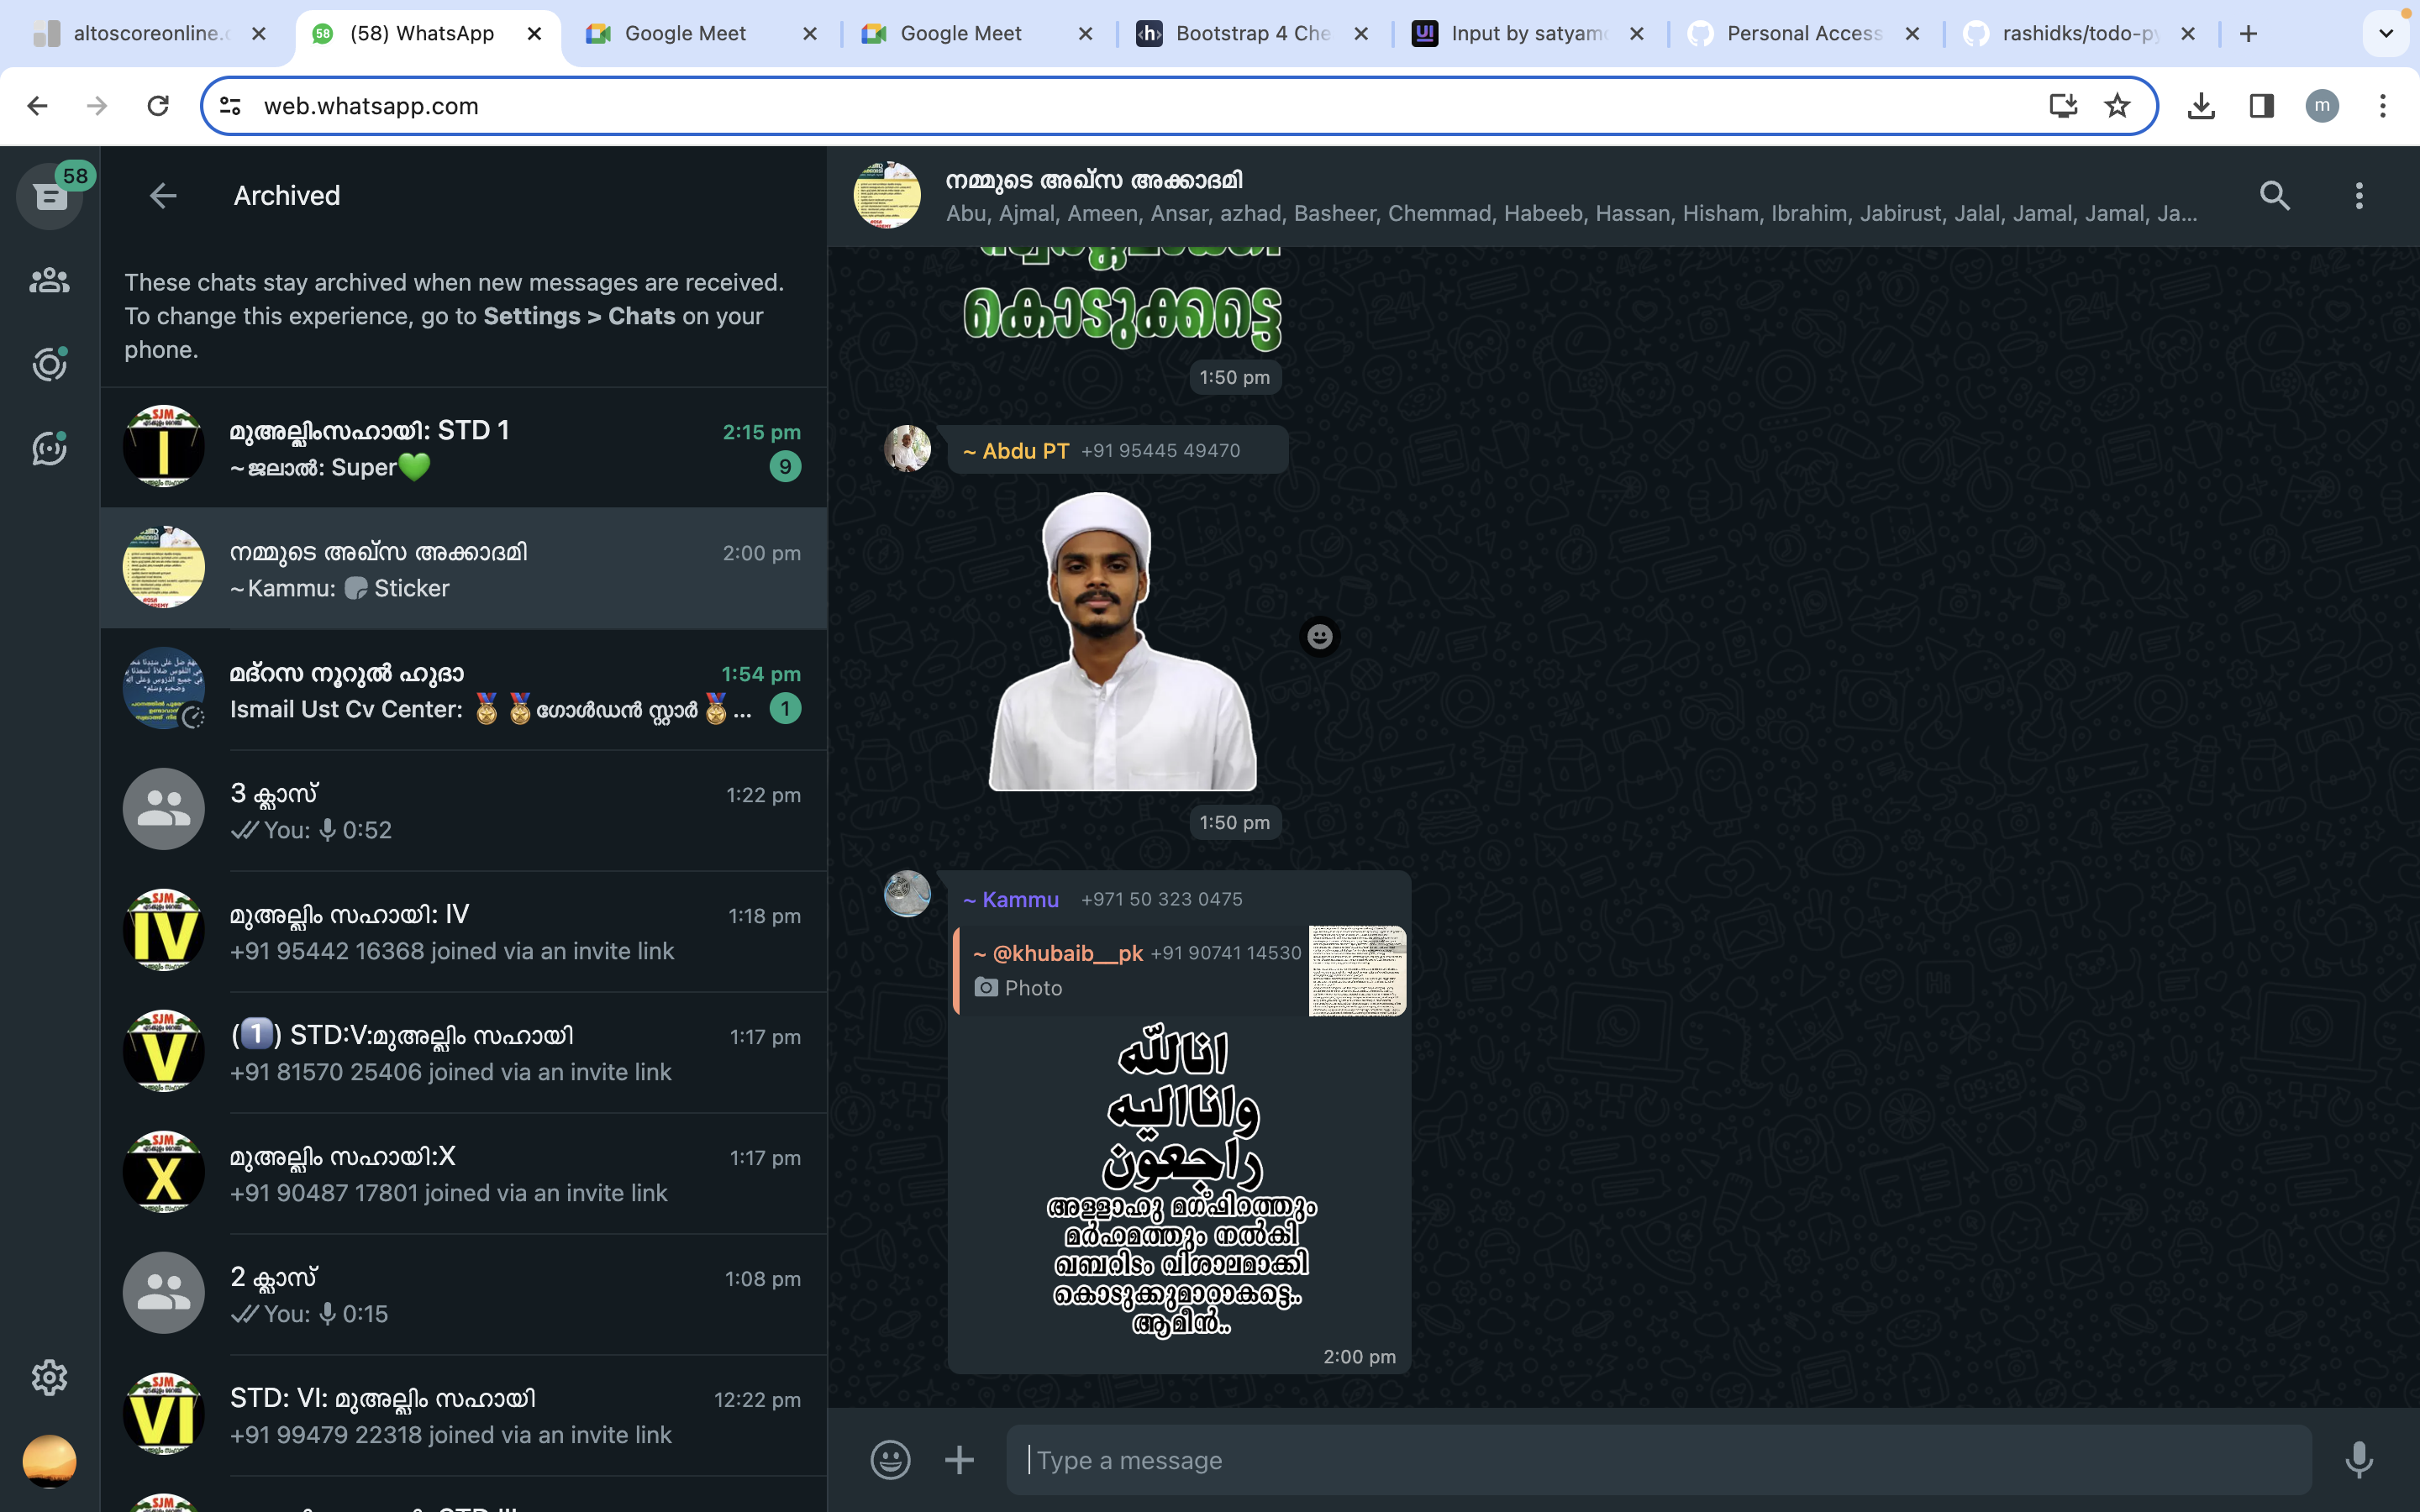 altoscoreonline.c
58
(58) WhatsApp
Google Meet
Google Meet
Bootstrap 4 Che
Input by satyam
Personal Access
rashidks/todo-py
web.whatsapp.com
m
58
Archived
These chats stay archived when new messages are received.
To change this experience, go to Settings > Chats on your
phone.
SJM
I
മുഅല്ലിംസഹായി: STD 1
2:15 pm
~ജലാൽ: Super💚
9
നമ്മുടെ അഖ്സ അക്കാദമി
2:00 pm
~Kammu: Sticker
മദ്റസ നൂറുൽ ഹുദാ
1:54 pm
Ismail Ust Cv Center: 🏅🏅ഗോൾഡൻ സ്റ്റാർ🏅...
1
3 ക്ലാസ്
1:22 pm
You: 0:52
SJM
IV
മുഅല്ലിം സഹായി: IV
1:18 pm
+91 95442 16368 joined via an invite link
SJM
V
(1️⃣) STD:V:മുഅല്ലിം സഹായി
1:17 pm
+91 81570 25406 joined via an invite link
SJM
X
മുഅല്ലിം സഹായി:X
1:17 pm
+91 90487 17801 joined via an invite link
2 ക്ലാസ്
1:08 pm
You: 0:15
SJM
VI
STD: VI: മുഅല്ലിം സഹായി
12:22 pm
+91 99479 22318 joined via an invite link
SJM
നമ്മുടെ അഖ്സ അക്കാദമി
Abu, Ajmal, Ameen, Ansar, azhad, Basheer, Chemmad, Habeeb, Hassan, Hisham, Ibrahim, Jabirust, Jalal, Jamal, Jamal, Ja...
കൊടുക്കട്ടെ
1:50 pm
~ Abdu PT +91 95445 49470
1:50 pm
~ Kammu +971 50 323 0475
~ @khubaib__pk +91 90741 14530
Photo
انالله
وانااليه
راجعون
അള്ളാഹു മഗ്ഫിറത്തും
മർഹമത്തും നൽകി
ഖബറിടം വിശാലമാക്കി
കൊടുക്കുമാറാകട്ടെ..
ആമീൻ..
2:00 pm
Type a message